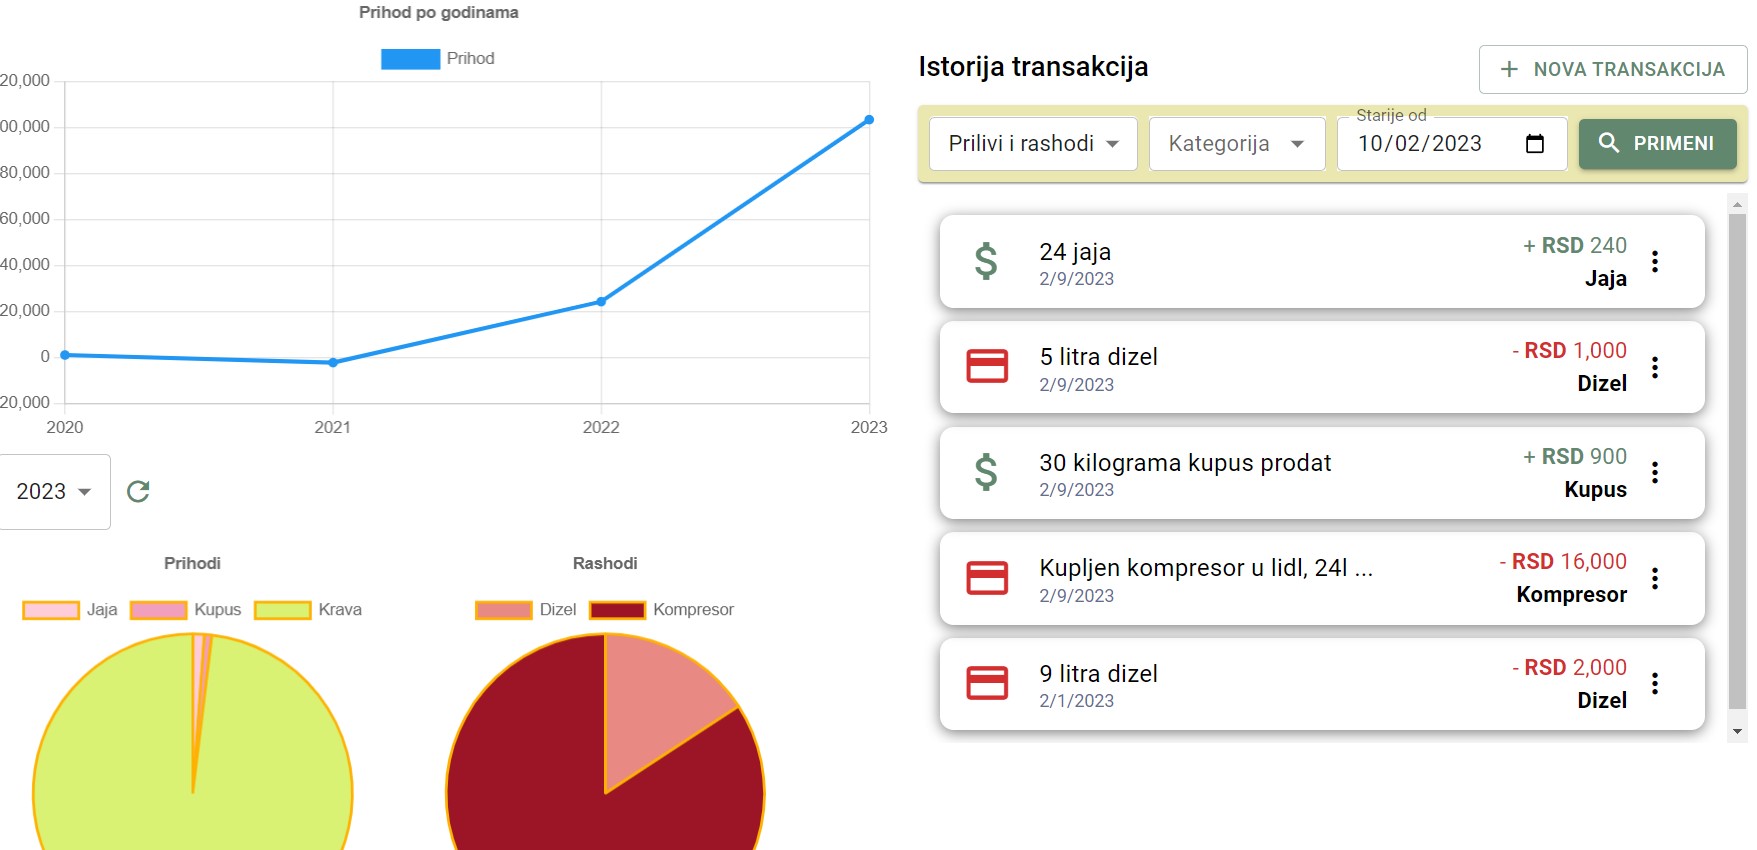 Prihod po godinama
Prihod
20,000
00,000
80,000
60,000
40,000
20,000
0
20,000
2020 2021 2022 2023
2023
Prihodi
Jaja Kupus Krava
Rashodi
Dizel Kompresor
Istorija transakcija
+ NOVA TRANSAKCIJA
Prilivi i rashodi
Kategorija
Starije od
10/02/2023
PRIMENI
24 jaja
2/9/2023
+ RSD 240
Jaja
5 litra dizel
2/9/2023
- RSD 1,000
Dizel
30 kilograma kupus prodat
2/9/2023
+ RSD 900
Kupus
Kupljen kompresor u lidl, 24l ...
2/9/2023
- RSD 16,000
Kompresor
9 litra dizel
2/1/2023
- RSD 2,000
Dizel